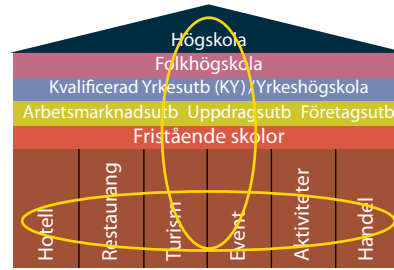 Högskola
Folkhögskola
Kvalificerad Yrkesutb (KY) /Yrkeshögskola
Arbetsmarknadsutb Uppdragsutb Företagsutb
Fristående skolor
Hotell
Restaurang
Turism
Event
Aktiviteter
Handel